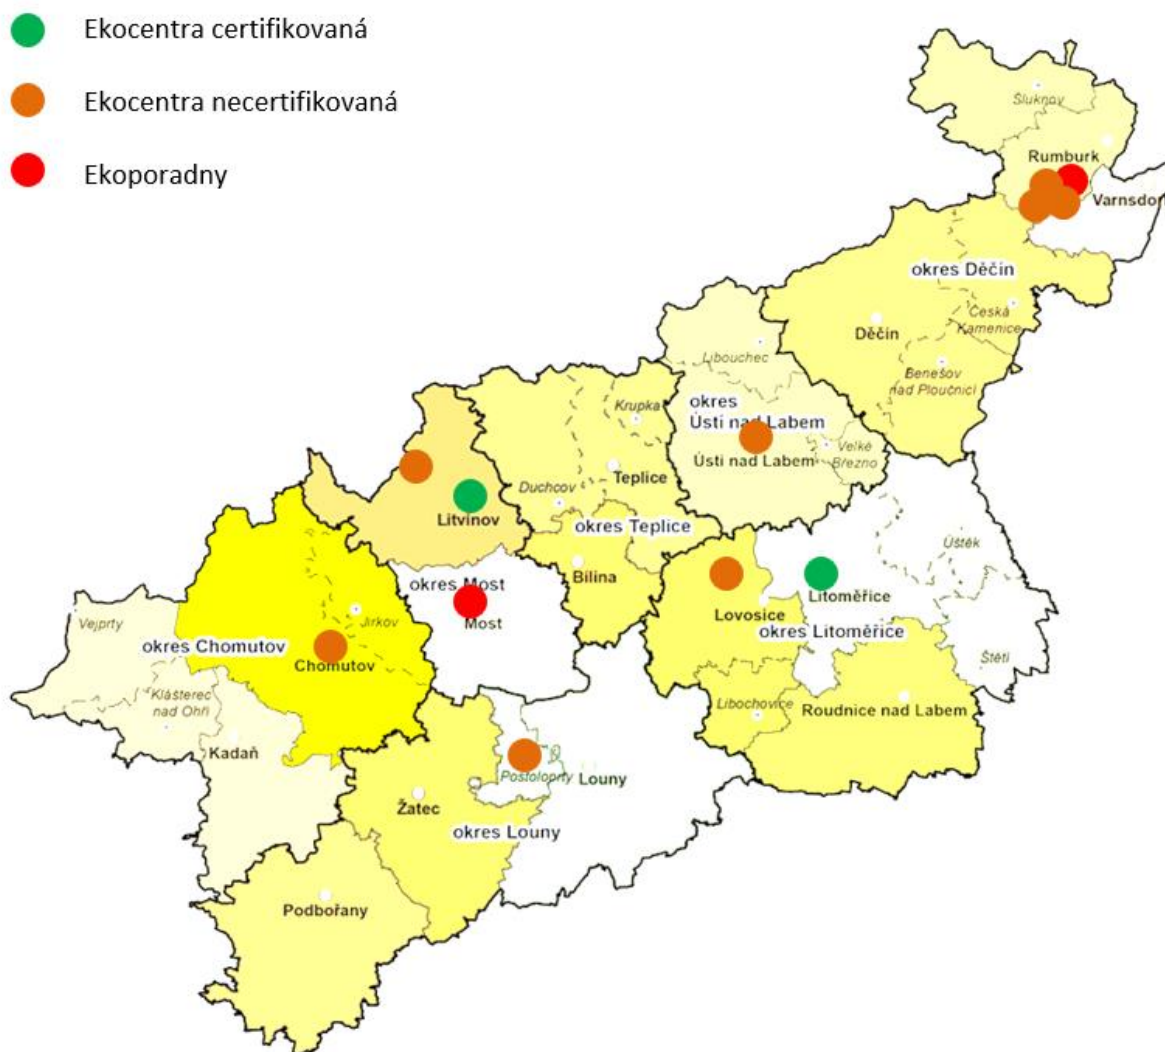 Ekocentra certifikovaná
Ekocentra necertifikovaná
Ekoporadny
Šluknov
Rumburk
Varnsdorf
okres Děčín
Děčín
Česká
Kamenice
Benešov
nad Ploučnicí
Libouchec
okres
Ústí nad Labem
Ústí nad Labem
Velké
Březno
Krupka
Teplice
Duchcov
okres Teplice
Bílina
Litvínov
okres Most
Most
Jirkov
Vejprty
okres Chomutov
Chomutov
Klášterec
nad Ohří
Kadaň
Úštěk
Litoměřice
Lovosice
okres Litoměřice
Štětí
Libochovice
Roudnice nad Labem
Postoloprty
Louny
Žatec
okres Louny
Podbořany